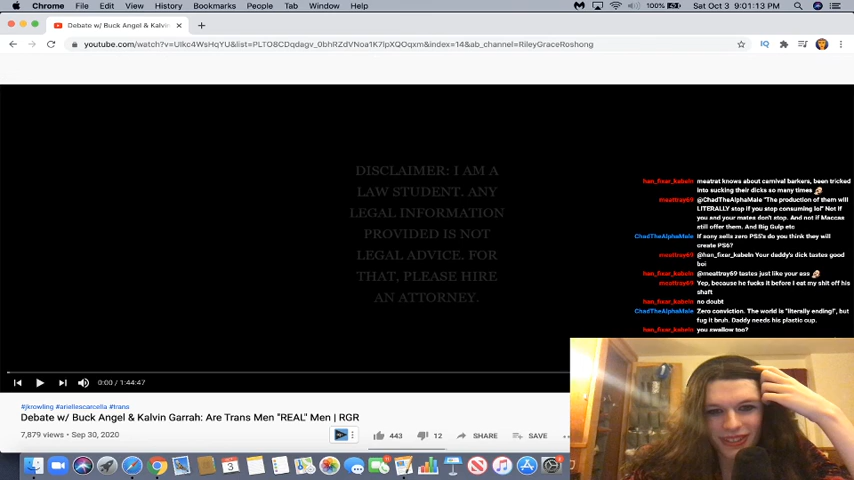 Chrome File Edit View History Bookmarks People Tab Window Help 100% Sat Oct 3 9:01:13 PM
Debate w/ Buck Angel & Kalvin
youtube.com/watch?v=UIkc4WsHqYU&list=PLTO8CDqdagv_0bhRZdVNoa1K7lpXQOqxm&index=14&ab_channel=RileyGraceRoshong
DISCLAIMER: I AM A
LAW STUDENT. ANY
LEGAL INFORMATION
PROVIDED IS NOT
LEGAL ADVICE. FOR
THAT, PLEASE HIRE
AN ATTORNEY.
han_fixar_kabeln meatrat knows about carnival barkers, been tricked
into sucking their dicks so many times
meattray69 @ChadTheAlphaMale "The production of them will
LITERALLY stop if you stop consuming lol" Not if
you and your mates don't stop. And not if Maccas
still offer them. And Big Gulp etc
ChadTheAlphaMale If sony sells zero PS5's do you think they will
create PS6?
meattray69 @han_fixar_kabeln Your daddy's dick tastes good
boi
han_fixar_kabeln @meattray69 tastes just like your ass
meattray69 Yep, because he fucks it before I eat my shit off his
shaft
han_fixar_kabeln no doubt
ChadTheAlphaMale Zero conviction. The world is "literally ending!", but
fug it bruh. Daddy needs his plastic cup.
han_fixar_kabeln you swallow too?
0:00 / 1:44:47
#jkrowling #ariellescarcella #trans
Debate w/ Buck Angel & Kalvin Garrah: Are Trans Men "REAL" Men | RGR
7,879 views • Sep 30, 2020
443 12 SHARE SAVE